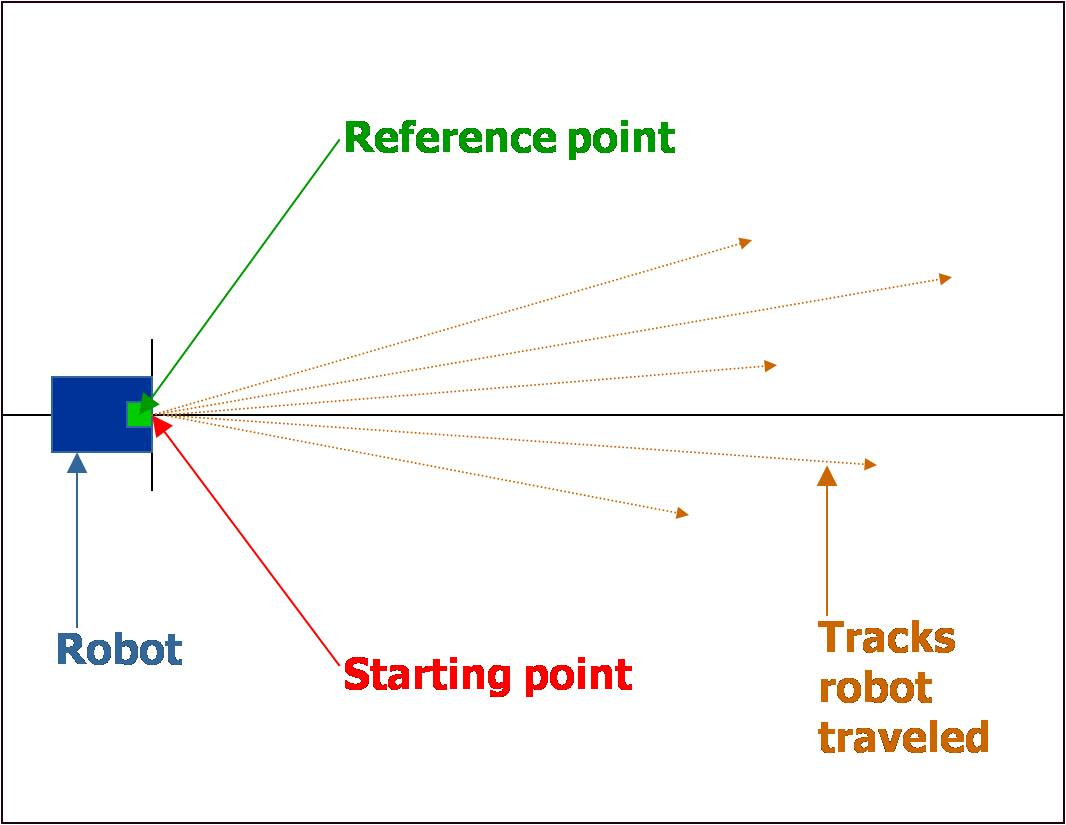 Reference point
Robot
Starting point
Tracks
robot
traveled